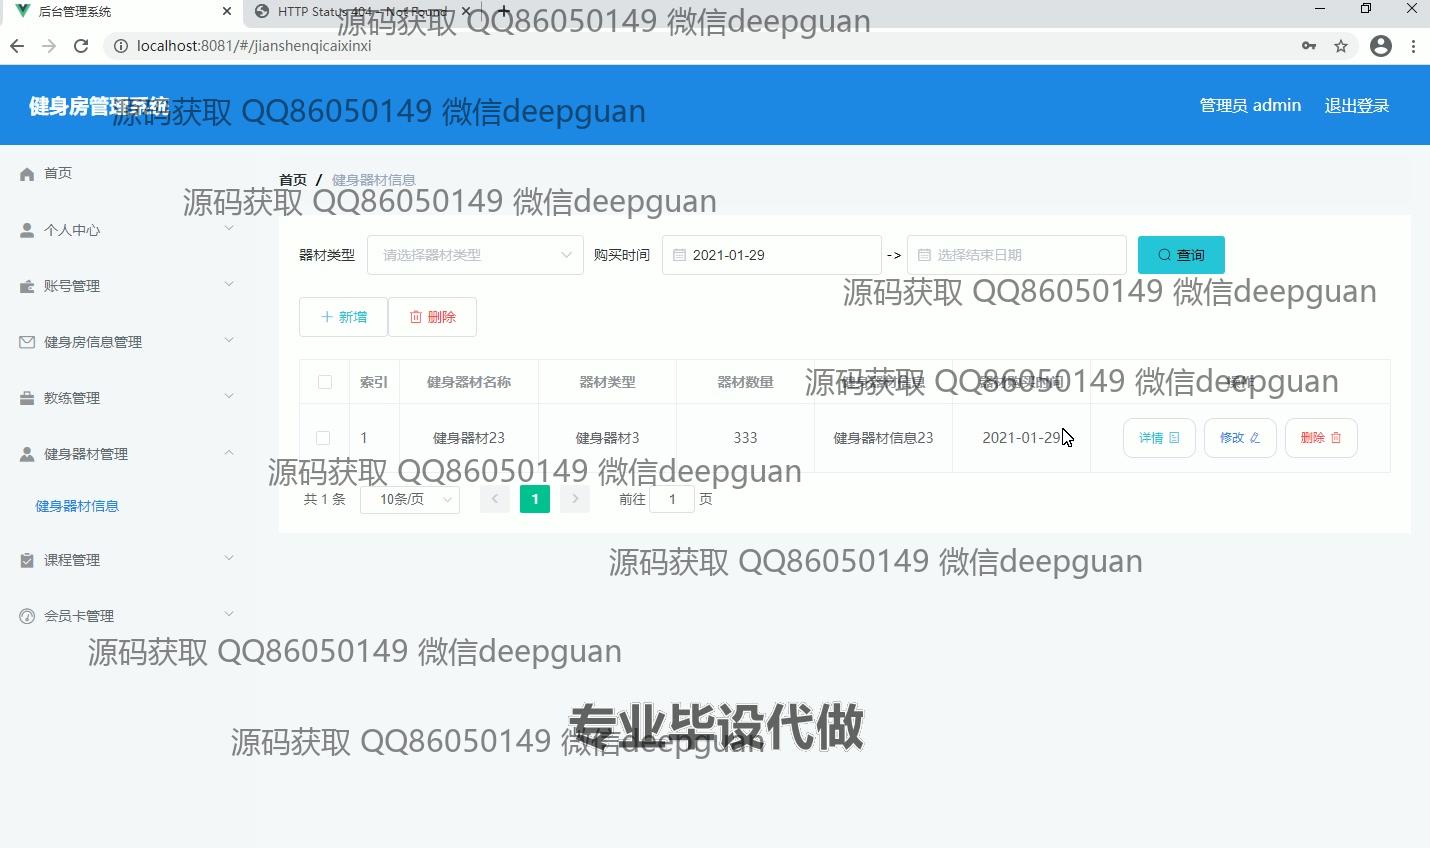 后台管理系统
HTTP Status 404 – Not Found
源码获取 QQ86050149 微信deepguan
localhost:8081/#/jianshenqicaixinxi
健身房管理系统
源码获取 QQ86050149 微信deepguan
管理员 admin
退出登录
首页
首页 / 健身器材信息
源码获取 QQ86050149 微信deepguan
个人中心
器材类型 请选择器材类型 购买时间 2021-01-29 -> 选择结束日期 查询
账号管理
源码获取 QQ86050149 微信deepguan
新增 删除
健身房信息管理
索引 健身器材名称 器材类型 器材数量 健身器材信息 器材购买时间 操作
源码获取 QQ86050149 微信deepguan
教练管理
1 健身器材23 健身器材3 333 健身器材信息23 2021-01-29 详情 修改 删除
健身器材管理
源码获取 QQ86050149 微信deepguan
共 1 条 10条/页 1 前往 1 页
健身器材信息
课程管理
源码获取 QQ86050149 微信deepguan
会员卡管理
源码获取 QQ86050149 微信deepguan
专业毕设代做
源码获取 QQ86050149 微信deepguan